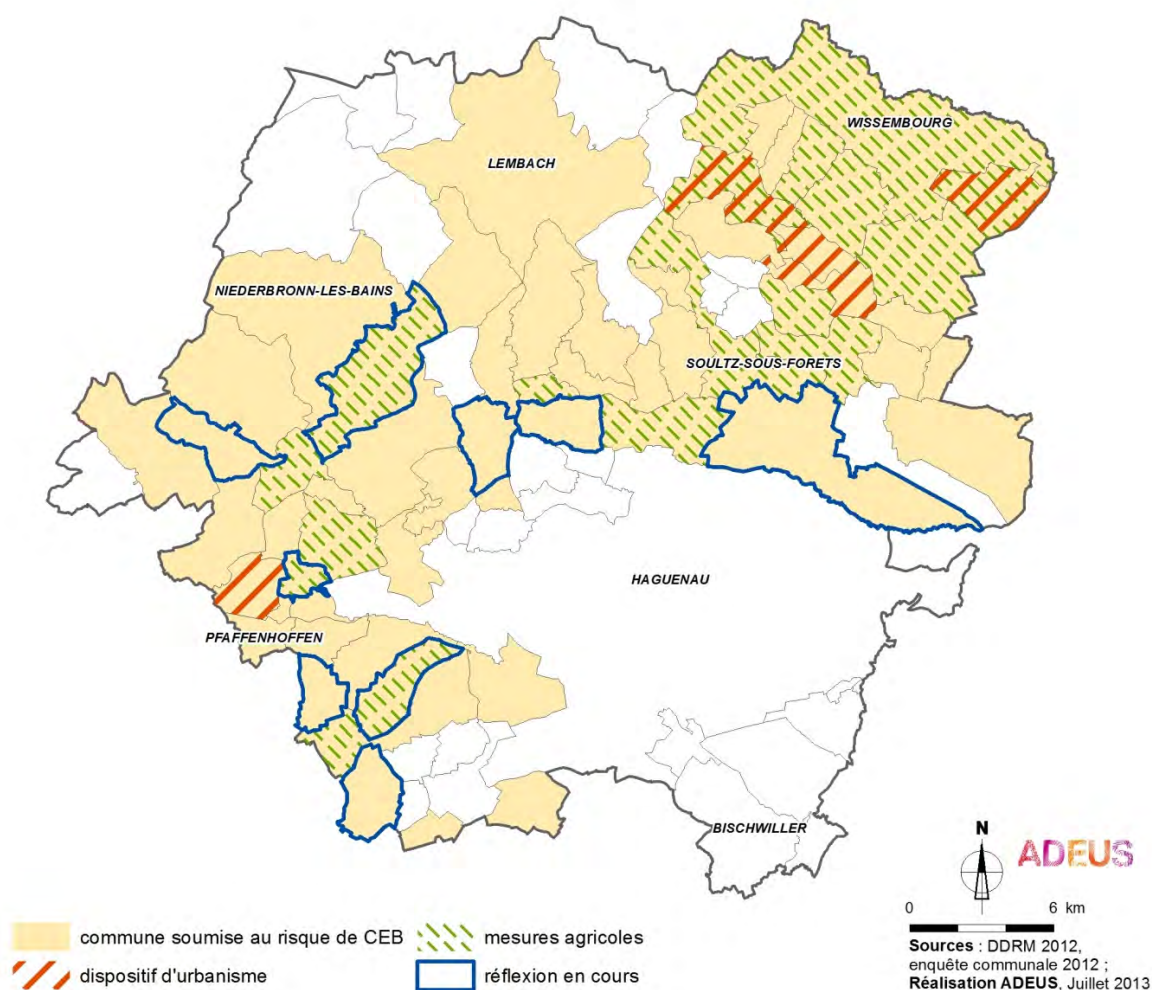 WISSEMBOURG
LEMBACH
NIEDERBRONN-LES-BAINS
SOULTZ-SOUS-FORETS
HAGUENAU
PFAFFENHOFFEN
BISCHWILLER
N
ADEUS
0 6 km
commune soumise au risque de CEB
mesures agricoles
dispositif d'urbanisme
réflexion en cours
Sources : DDRM 2012,
enquête communale 2012 ;
Réalisation ADEUS, Juillet 2013